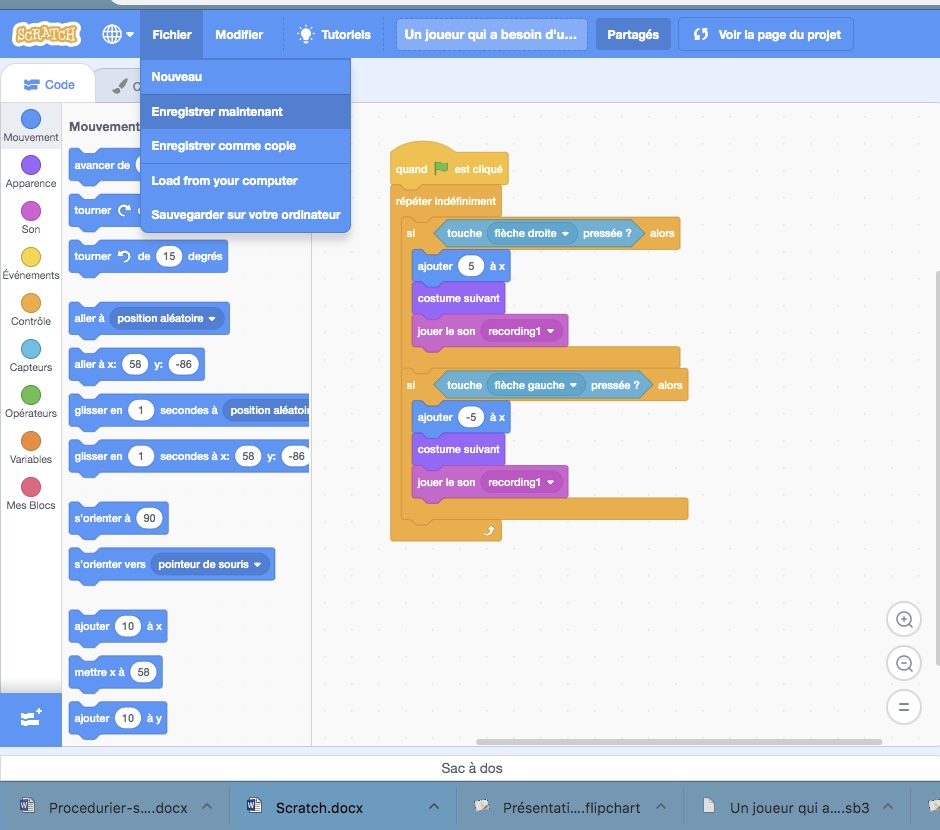 SCRATCH
Fichier
Modifier
Tutoriels
Un joueur qui a besoin d'u...
Partagés
Voir la page du projet
Code
C
Nouveau
Enregistrer maintenant
Enregistrer comme copie
Load from your computer
Sauvegarder sur votre ordinateur
Mouvement
Apparence
Son
Événements
Contrôle
Capteurs
Opérateurs
Variables
Mes Blocs
Mouvement
avancer de
tourner
tourner de 15 degrés
aller à position aléatoire
aller à x: 58 y: -86
glisser en 1 secondes à position aléatoir
glisser en 1 secondes à x: 58 y: -86
s'orienter à 90
s'orienter vers pointeur de souris
ajouter 10 à x
mettre x à 58
ajouter 10 à y
quand est cliqué
répéter indéfiniment
si touche flèche droite pressée ? alors
ajouter 5 à x
costume suivant
jouer le son recording1
si touche flèche gauche pressée ? alors
ajouter -5 à x
costume suivant
jouer le son recording1
Sac à dos
Procedurier-s....docx
Scratch.docx
Présentati....flipchart
Un joueur qui a....sb3